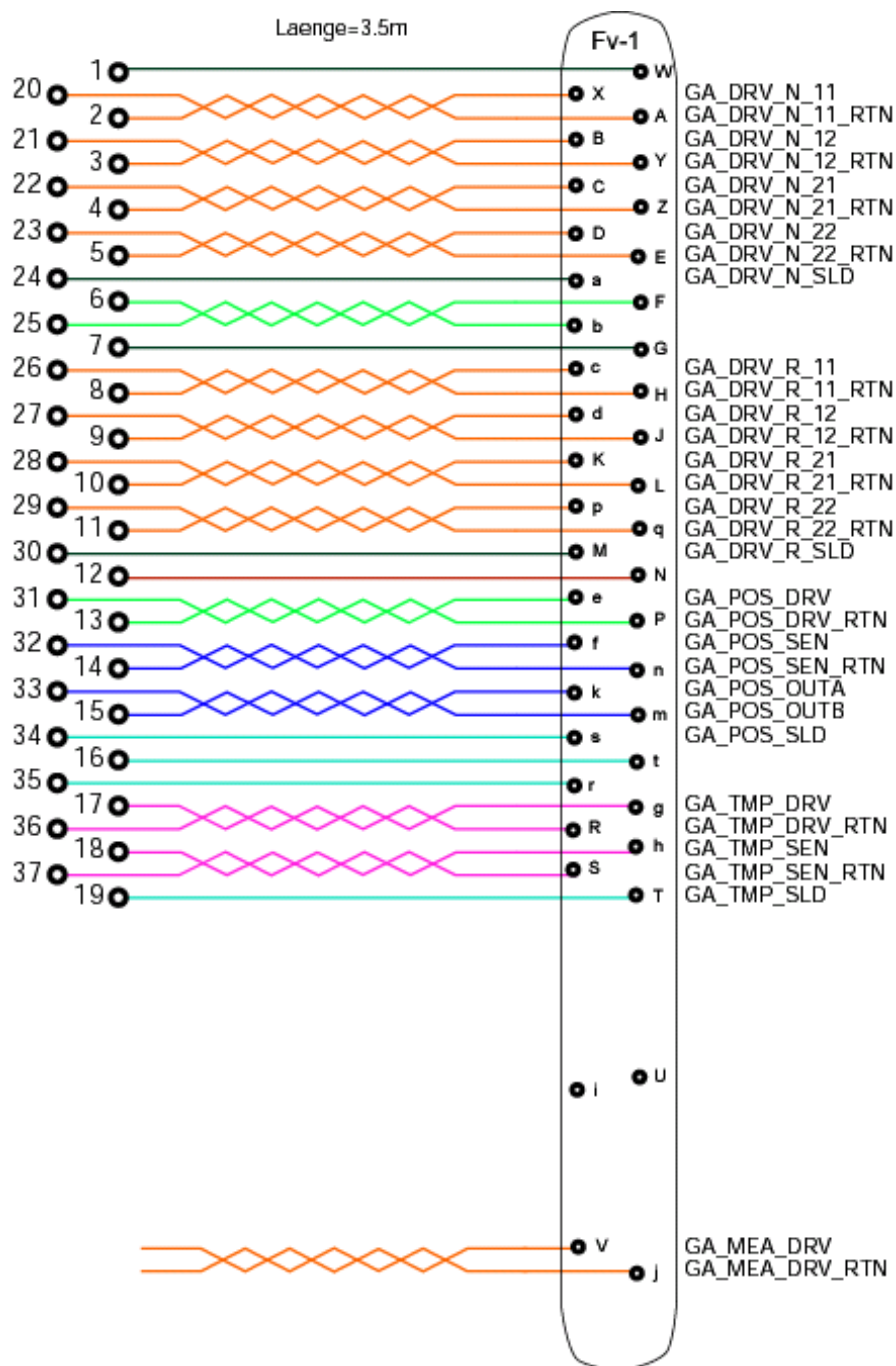 Laenge=3.5m
Fv-1
1 W
20 X GA_DRV_N_11
2 A GA_DRV_N_11_RTN
21 B GA_DRV_N_12
3 Y GA_DRV_N_12_RTN
22 C GA_DRV_N_21
4 Z GA_DRV_N_21_RTN
23 D GA_DRV_N_22
5 E GA_DRV_N_22_RTN
24 a GA_DRV_N_SLD
6 F
25 b
7 G
26 c GA_DRV_R_11
8 H GA_DRV_R_11_RTN
27 d GA_DRV_R_12
9 J GA_DRV_R_12_RTN
28 K GA_DRV_R_21
10 L GA_DRV_R_21_RTN
29 p GA_DRV_R_22
11 q GA_DRV_R_22_RTN
30 M GA_DRV_R_SLD
12 N
31 e GA_POS_DRV
13 P GA_POS_DRV_RTN
32 f GA_POS_SEN
14 n GA_POS_SEN_RTN
33 k GA_POS_OUTA
15 m GA_POS_OUTB
34 s GA_POS_SLD
16 t
35 r
17 g GA_TMP_DRV
36 R GA_TMP_DRV_RTN
18 h GA_TMP_SEN
37 S GA_TMP_SEN_RTN
19 T GA_TMP_SLD
U
i
V GA_MEA_DRV
j GA_MEA_DRV_RTN